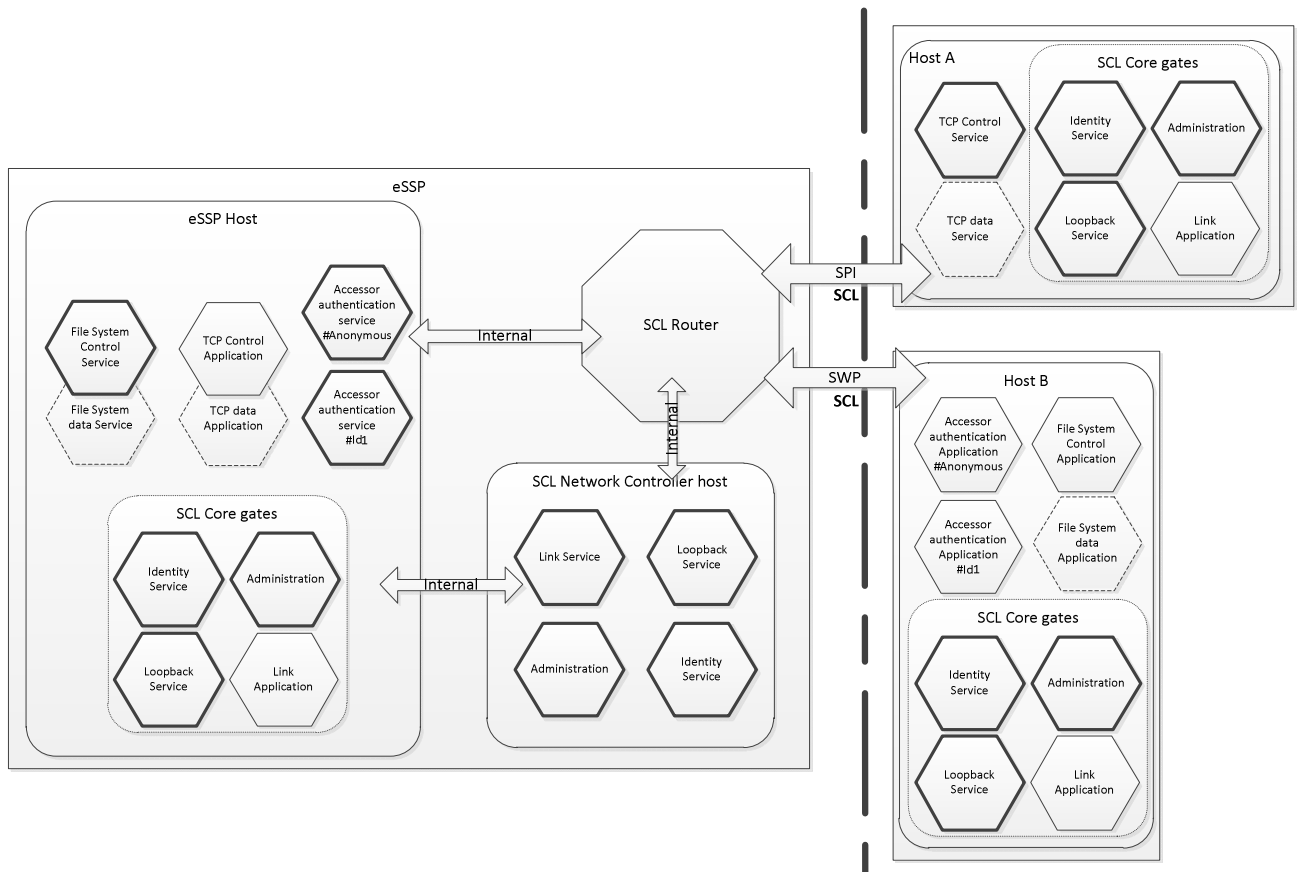 eSSP
eSSP Host
Accessor
authentication
service
#Anonymous
File System
Control
Service
TCP Control
Application
File System
data Service
TCP data
Application
Accessor
authentication
service
#Id1
SCL Core gates
Identity
Service
Administration
Loopback
Service
Link
Application
Internal
SCL Router
Internal
Internal
SCL Network Controller host
Link Service
Loopback
Service
Administration
Identity
Service
SPI
SCL
SWP
SCL
Host A
SCL Core gates
TCP Control
Service
Identity
Service
Administration
TCP data
Service
Loopback
Service
Link
Application
Host B
Accessor
authentication
Application
#Anonymous
File System
Control
Application
Accessor
authentication
Application
#Id1
File System
data
Application
SCL Core gates
Identity
Service
Administration
Loopback
Service
Link
Application